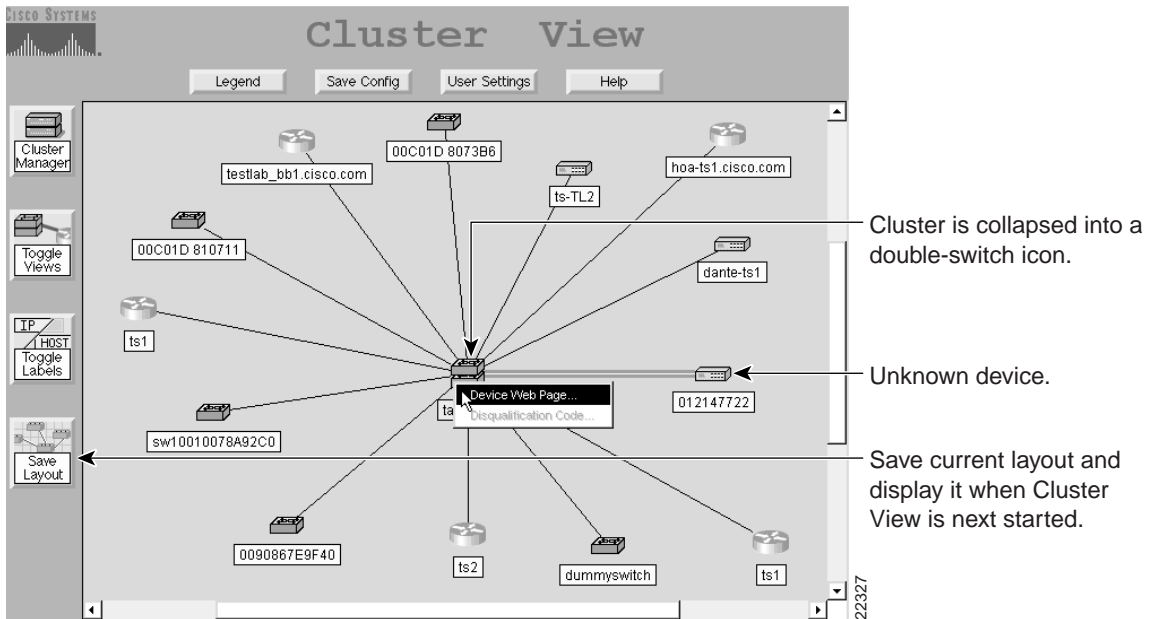 CISCO SYSTEMS
Cluster View
Legend
Save Config
User Settings
Help
Cluster
Manager
Toggle
Views
IP
HOST
Toggle
Labels
Save
Layout
testlab_bb1.cisco.com
00C01D 8073B6
hoa-ts1.cisco.com
ts-TL2
00C01D 810711
dante-ts1
ts1
012147722
ta
Device Web Page...
Disqualification Code...
sw10010078A92C0
0090867E9F40
ts2
dummyswitch
ts1
Cluster is collapsed into a
double-switch icon.
Unknown device.
Save current layout and
display it when Cluster
View is next started.
22327